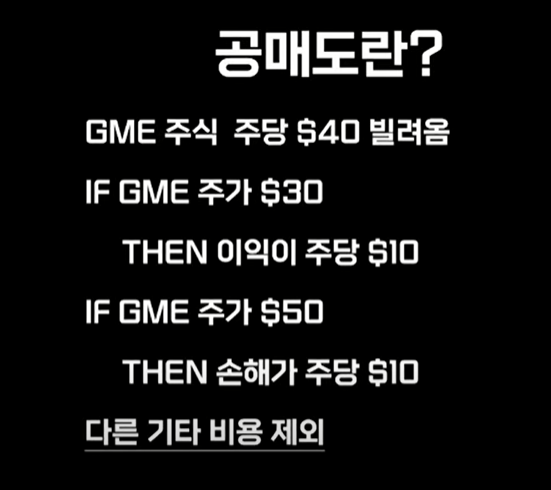 공매도란?
GME 주식 주당 $40 빌려옴
IF GME 주가 $30
THEN 이익이 주당 $10
IF GME 주가 $50
THEN 손해가 주당 $10
다른 기타 비용 제외